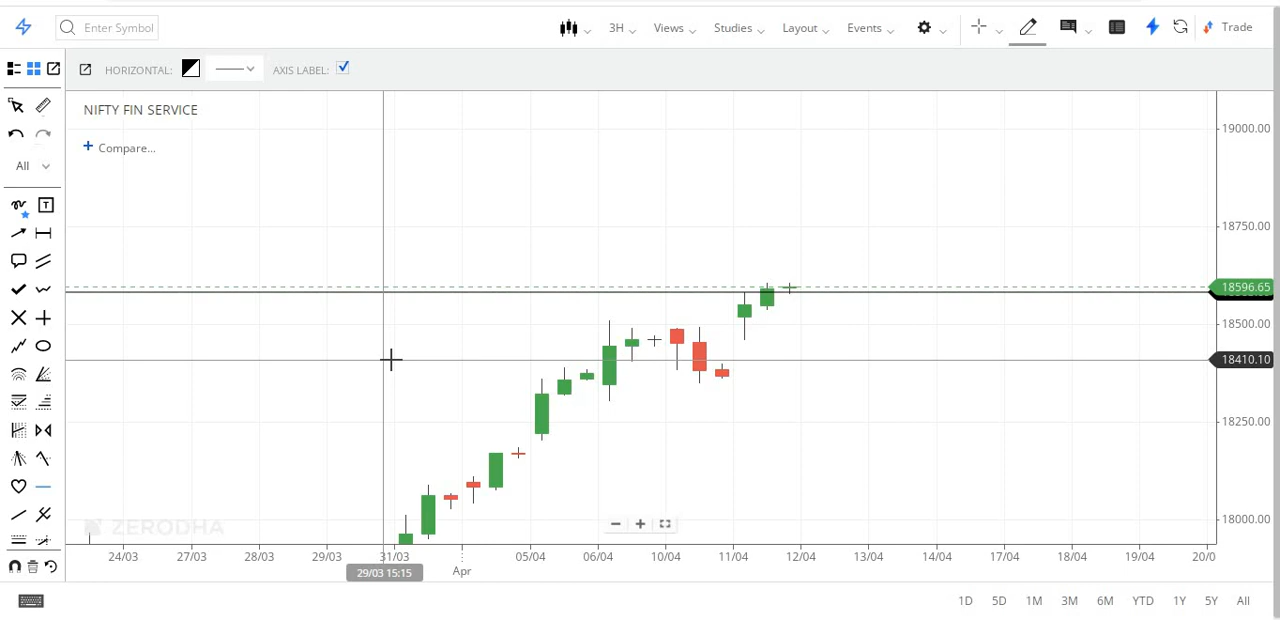 Enter Symbol
3H
Views
Studies
Layout
Events
Trade
HORIZONTAL:
AXIS LABEL:
All
NIFTY FIN SERVICE
Compare...
19000.00
18750.00
18596.65
18500.00
18410.10
18250.00
18000.00
ZERODHA
24/03 27/03 28/03 29/03 31/03 05/04 06/04 10/04 11/04 12/04 13/04 14/04 17/04 18/04 19/04 20/0
29/03 15:15
Apr
1D 5D 1M 3M 6M YTD 1Y 5Y All